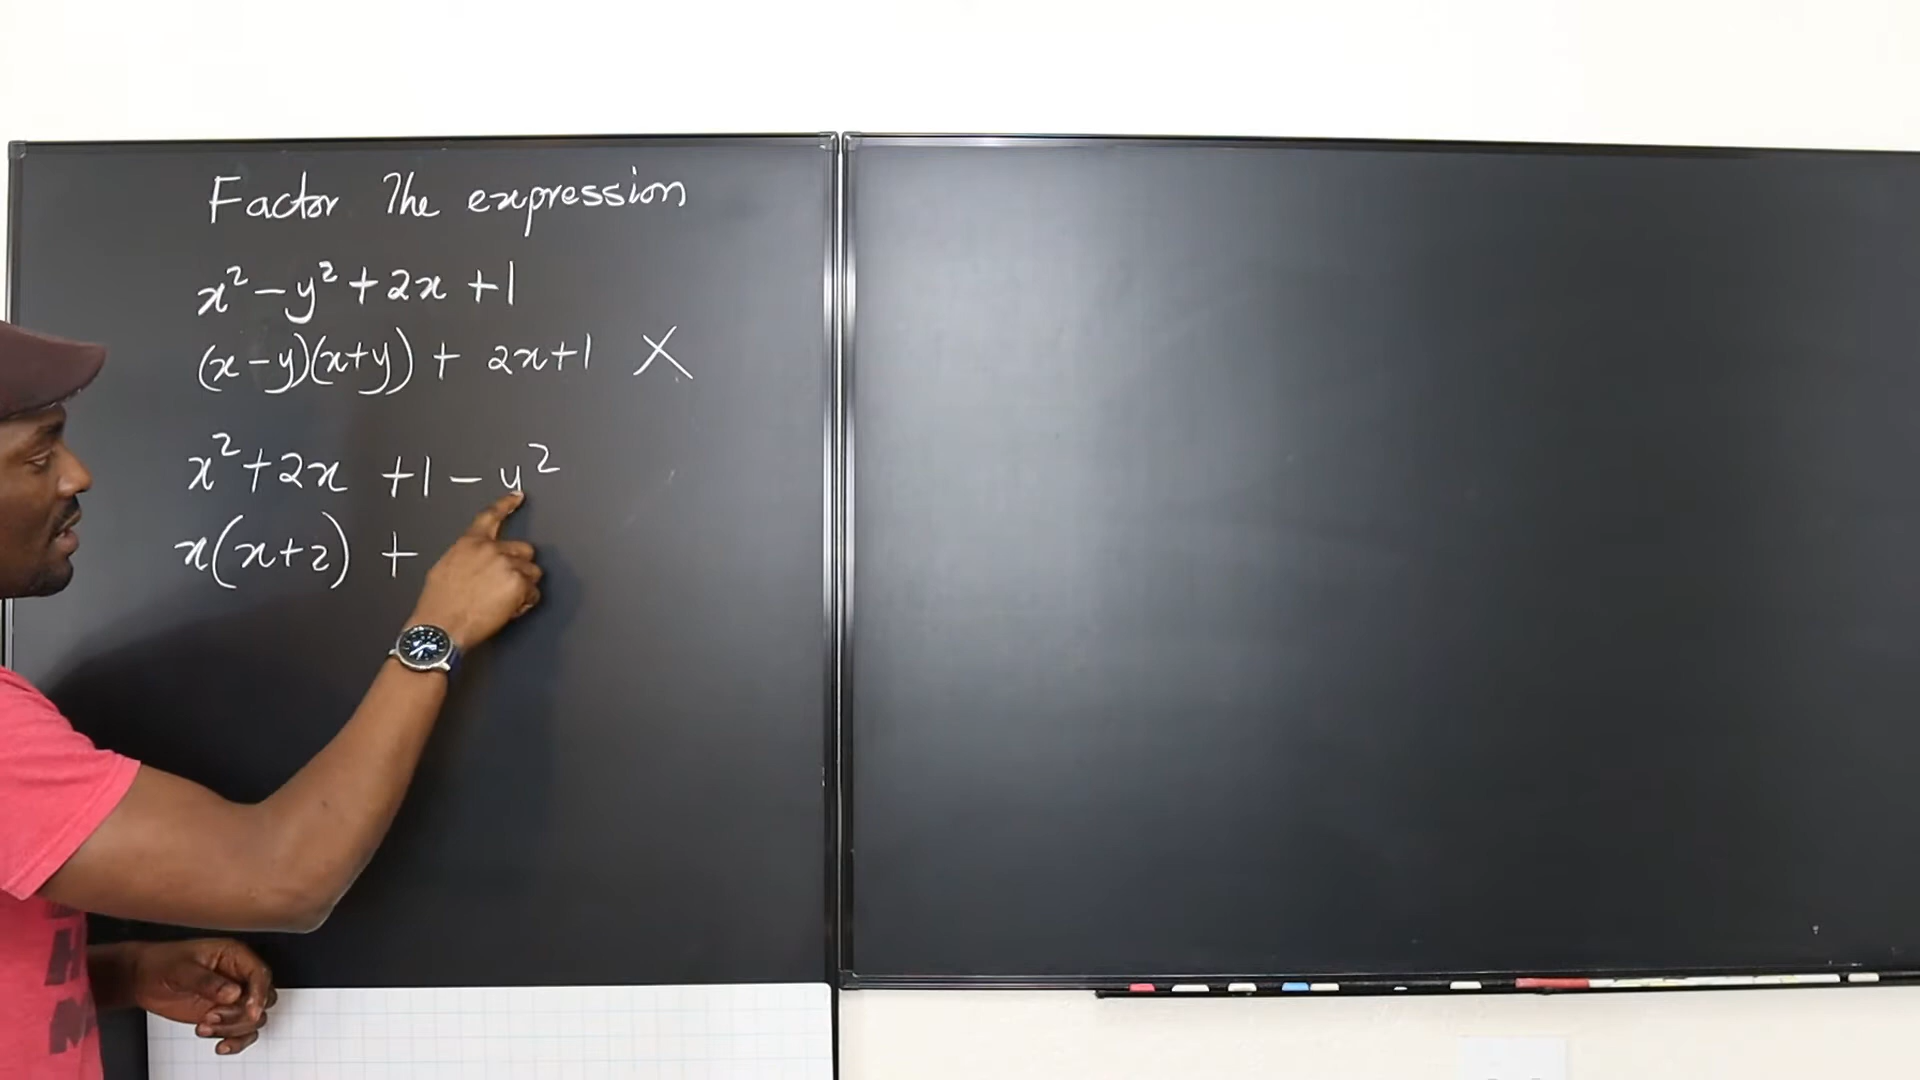 Factor The expression
x² - y² + 2x + 1
(x - y)(x + y) + 2x + 1 X
x² + 2x + 1 - y²
x(x + 2) +